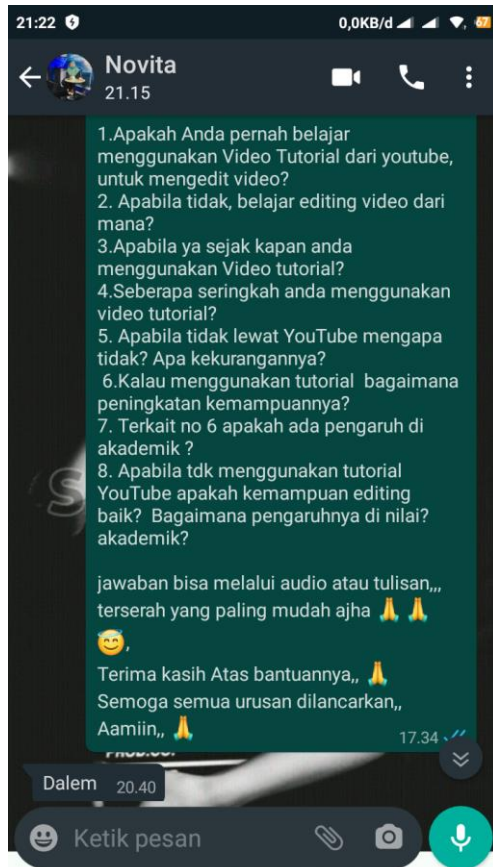 21:22 0,0KB/d 67
Novita
21.15
1.Apakah Anda pernah belajar
menggunakan Video Tutorial dari youtube,
untuk mengedit video?
2. Apabila tidak, belajar editing video dari
mana?
3.Apabila ya sejak kapan anda
menggunakan Video tutorial?
4.Seberapa seringkah anda menggunakan
video tutorial?
5. Apabila tidak lewat YouTube mengapa
tidak? Apa kekurangannya?
6.Kalau menggunakan tutorial bagaimana
peningkatan kemampuannya?
7. Terkait no 6 apakah ada pengaruh di
akademik ?
8. Apabila tdk menggunakan tutorial
YouTube apakah kemampuan editing
baik? Bagaimana pengaruhnya di nilai?
akademik?
jawaban bisa melalui audio atau tulisan,,,
terserah yang paling mudah ajha 🙏 🙏
😇,
Terima kasih Atas bantuannya,, 🙏
Semoga semua urusan dilancarkan,,
Aamiin,, 🙏
17.34
Dalem 20.40
Ketik pesan